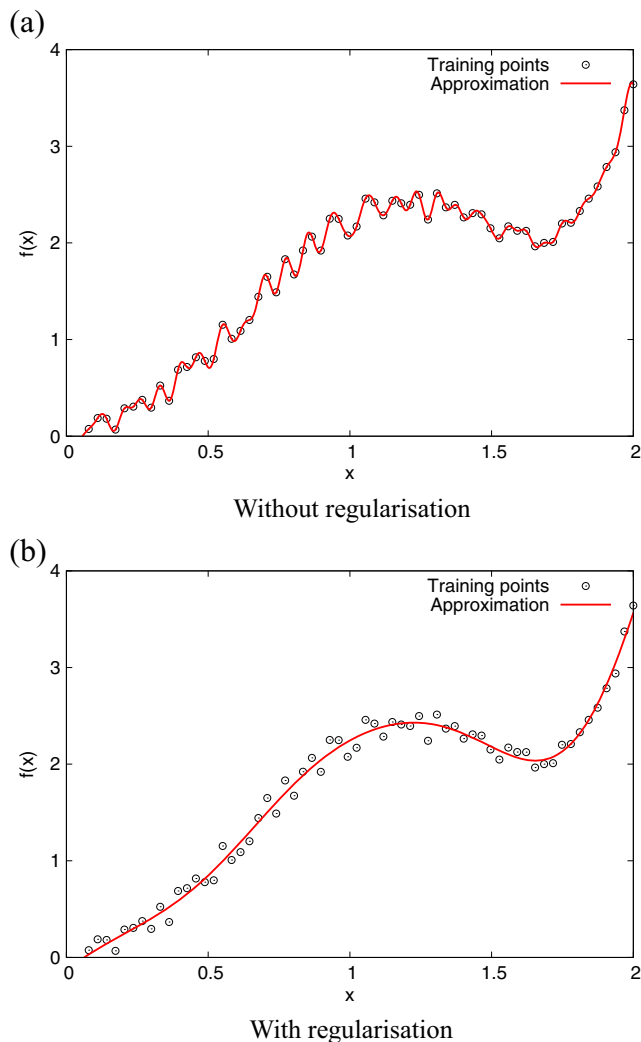 (a)
4
Training points
Approximation
3
f(x)
2
1
0
0 0.5 1 1.5 2
x
Without regularisation
(b)
4
Training points
Approximation
3
f(x)
2
1
0
0 0.5 1 1.5 2
x
With regularisation